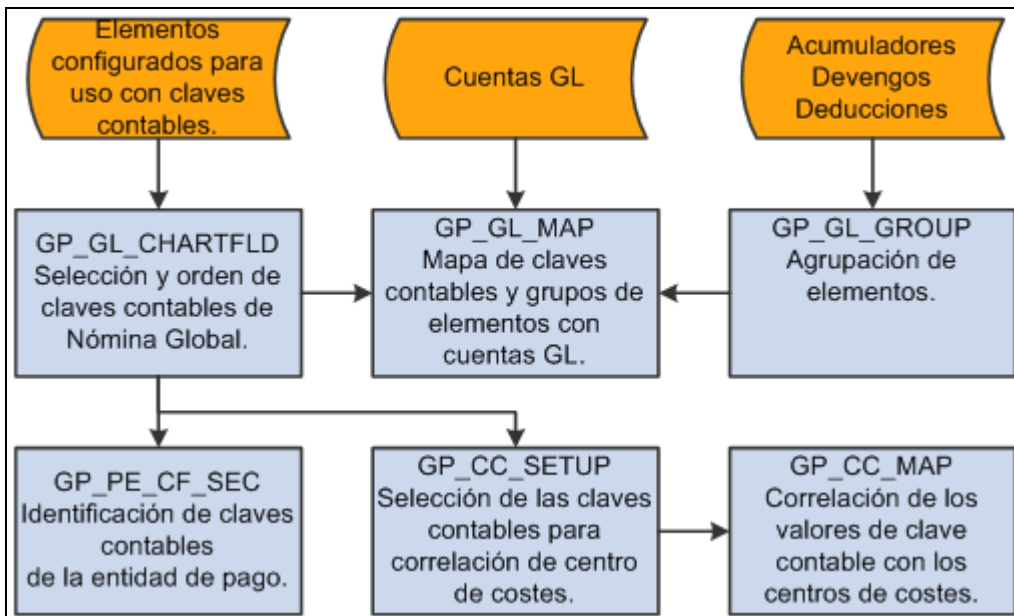 Elementos
configurados para
uso con claves
contables.
Cuentas GL
Acumuladores
Devengos
Deducciones
GP_GL_CHARTFLD
Selección y orden de
claves contables de
Nómina Global.
GP_GL_MAP
Mapa de claves
contables y grupos de
elementos con
cuentas GL.
GP_GL_GROUP
Agrupación de
elementos.
GP_PE_CF_SEC
Identificación de claves
contables
de la entidad de pago.
GP_CC_SETUP
Selección de las claves
contables para
correlación de centro
de costes.
GP_CC_MAP
Correlación de los
valores de clave
contable con los
centros de costes.